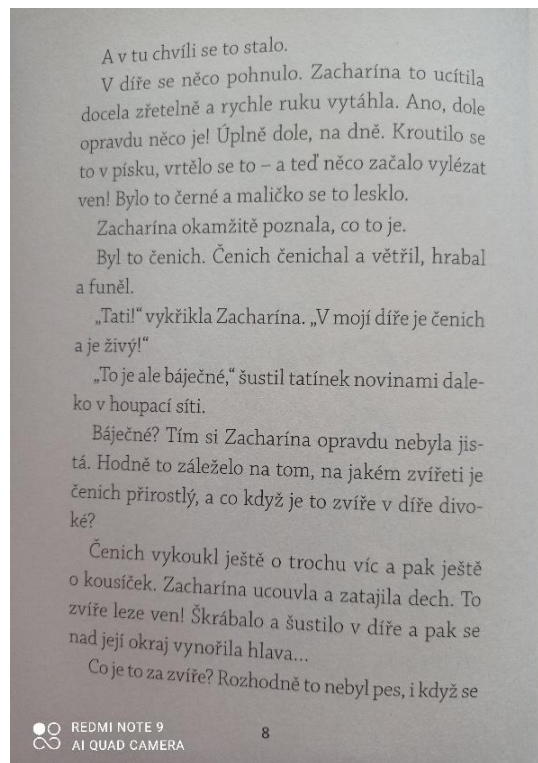 A v tu chvíli se to stalo.
V díře se něco pohnulo. Zacharína to ucítila
docela zřetelně a rychle ruku vytáhla. Ano, dole
opravdu něco je! Úplně dole, na dně. Kroutilo se
to v písku, vrtělo se to – a teď něco začalo vylézat
ven! Bylo to černé a maličko se to lesklo.
Zacharína okamžitě poznala, co to je.
Byl to čenich. Čenich čenichal a větřil, hrabal
a funěl.
„Tati!“ vykřikla Zacharína. „V mojí díře je čenich
a je živý!“
„To je ale báječné,“ šustil tatínek novinami dale-
ko v houpací síti.
Báječné? Tím si Zacharína opravdu nebyla jis-
tá. Hodně to záleželo na tom, na jakém zvířeti je
čenich přirostlý, a co když je to zvíře v díře divo-
ké?
Čenich vykoukl ještě o trochu víc a pak ještě
o kousíček. Zacharína ucouvla a zatajila dech. To
zvíře leze ven! Škrábalo a šustilo v díře a pak se
nad její okraj vynořila hlava...
Co je to za zvíře? Rozhodně to nebyl pes, i když se
8
REDMI NOTE 9
AI QUAD CAMERA